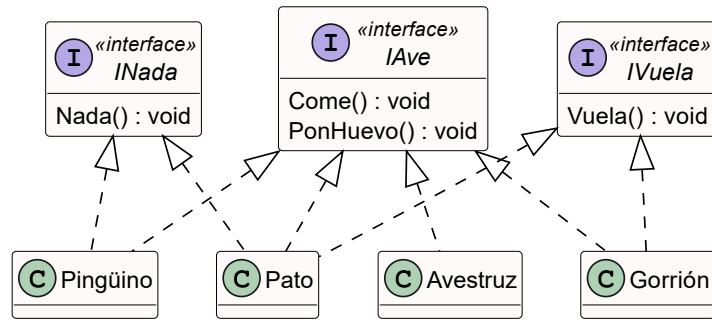 I «interface»
INada
Nada() : void
I «interface»
IAve
Come() : void
PonHuevo() : void
I «interface»
IVuela
Vuela() : void
C Pingüino
C Pato
C Avestruz
C Gorrión